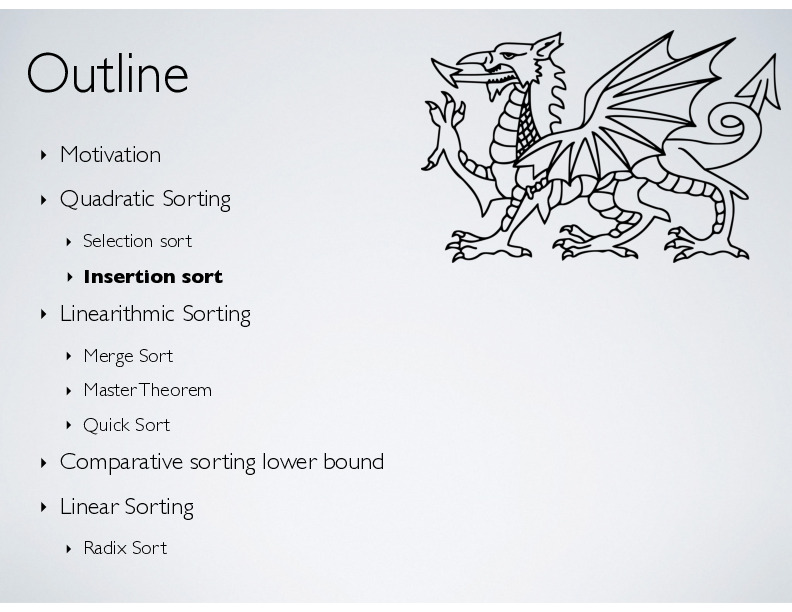 Outline
Motivation
Quadratic Sorting
Selection sort
Insertion sort
Linearithmic Sorting
Merge Sort
Master Theorem
Quick Sort
Comparative sorting lower bound
Linear Sorting
Radix Sort